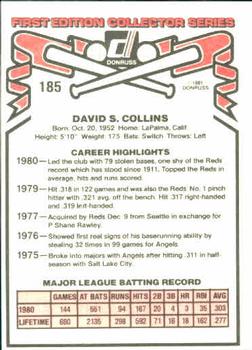 FIRST EDITION COLLECTOR SERIES
DONRUSS
185
©1981 DONRUSS
DAVID S. COLLINS
Born: Oct. 20, 1952 Home: LaPalma, Calif.
Height: 5'10" Weight: 175 Bats: Switch Throws: Left
CAREER HIGHLIGHTS
1980—Led the club with 79 stolen bases, one shy of the Reds
record which has stood since 1911. Topped the Reds in
average, hits and runs scored.
1979—Hit .318 in 122 games and was also the Reds' No. 1 pinch
hitter with .321 avg. off the bench. Hit .317 right-handed
and .319 left-handed.
1977—Acquired by Reds Dec. 9 from Seattle in exchange for
P Shane Rawley.
1976—Showed first real signs of his baserunning ability by
stealing 32 times in 99 games for Angels.
1975—Broke into majors with Angels after hitting .311 in half-
season with Salt Lake City.
MAJOR LEAGUE BATTING RECORD
GAMES AT BATS RUNS HITS 2B 3B HR RBI AVG
1980 144 551 94 167 20 4 3 35 .303
LIFETIME 680 2135 298 592 71 16 18 162 .277